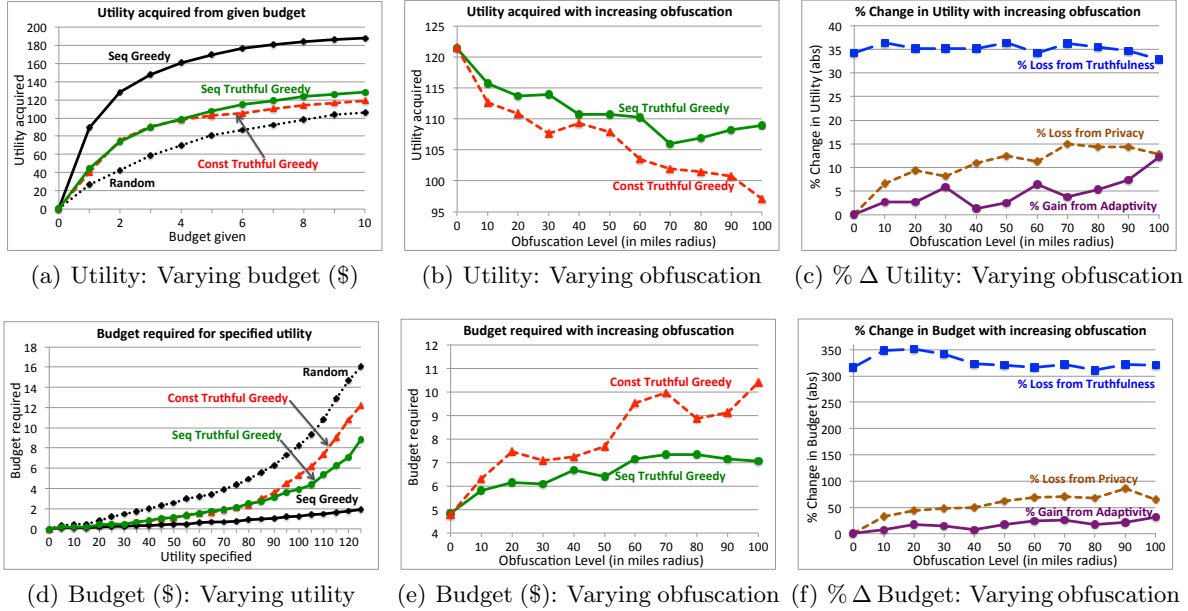 Utility acquired from given budget
Utility acquired
200
180
160
140
120
100
80
60
40
20
0
Seq Greedy
Seq Truthful Greedy
Const Truthful Greedy
Random
0 2 4 6 8 10
Budget given
(a) Utility: Varying budget ($)
Utility acquired with increasing obfuscation
Utility acquired
125
120
115
110
105
100
95
Seq Truthful Greedy
Const Truthful Greedy
0 10 20 30 40 50 60 70 80 90 100
Obfuscation Level (in miles radius)
(b) Utility: Varying obfuscation
% Change in Utility with increasing obfuscation
% Change in Utility (abs)
40
35
30
25
20
15
10
5
0
% Loss from Truthfulness
% Loss from Privacy
% Gain from Adaptivity
0 10 20 30 40 50 60 70 80 90 100
Obfuscation Level (in miles radius)
(c) % Δ Utility: Varying obfuscation
Budget required for specified utility
Budget required
18
16
14
12
10
8
6
4
2
0
Random
Const Truthful Greedy
Seq Truthful Greedy
Seq Greedy
0 10 20 30 40 50 60 70 80 90 100 110 120
Utility specified
(d) Budget ($): Varying utility
Budget required with increasing obfuscation
Budget required
12
11
10
9
8
7
6
5
4
Const Truthful Greedy
Seq Truthful Greedy
0 10 20 30 40 50 60 70 80 90 100
Obfuscation Level (in miles radius)
(e) Budget ($): Varying obfuscation
% Change in Budget with increasing obfuscation
% Change in Budget (abs)
350
300
250
200
150
100
50
0
% Loss from Truthfulness
% Loss from Privacy
% Gain from Adaptivity
0 10 20 30 40 50 60 70 80 90 100
Obfuscation Level (in miles radius)
(f) % Δ Budget: Varying obfuscation